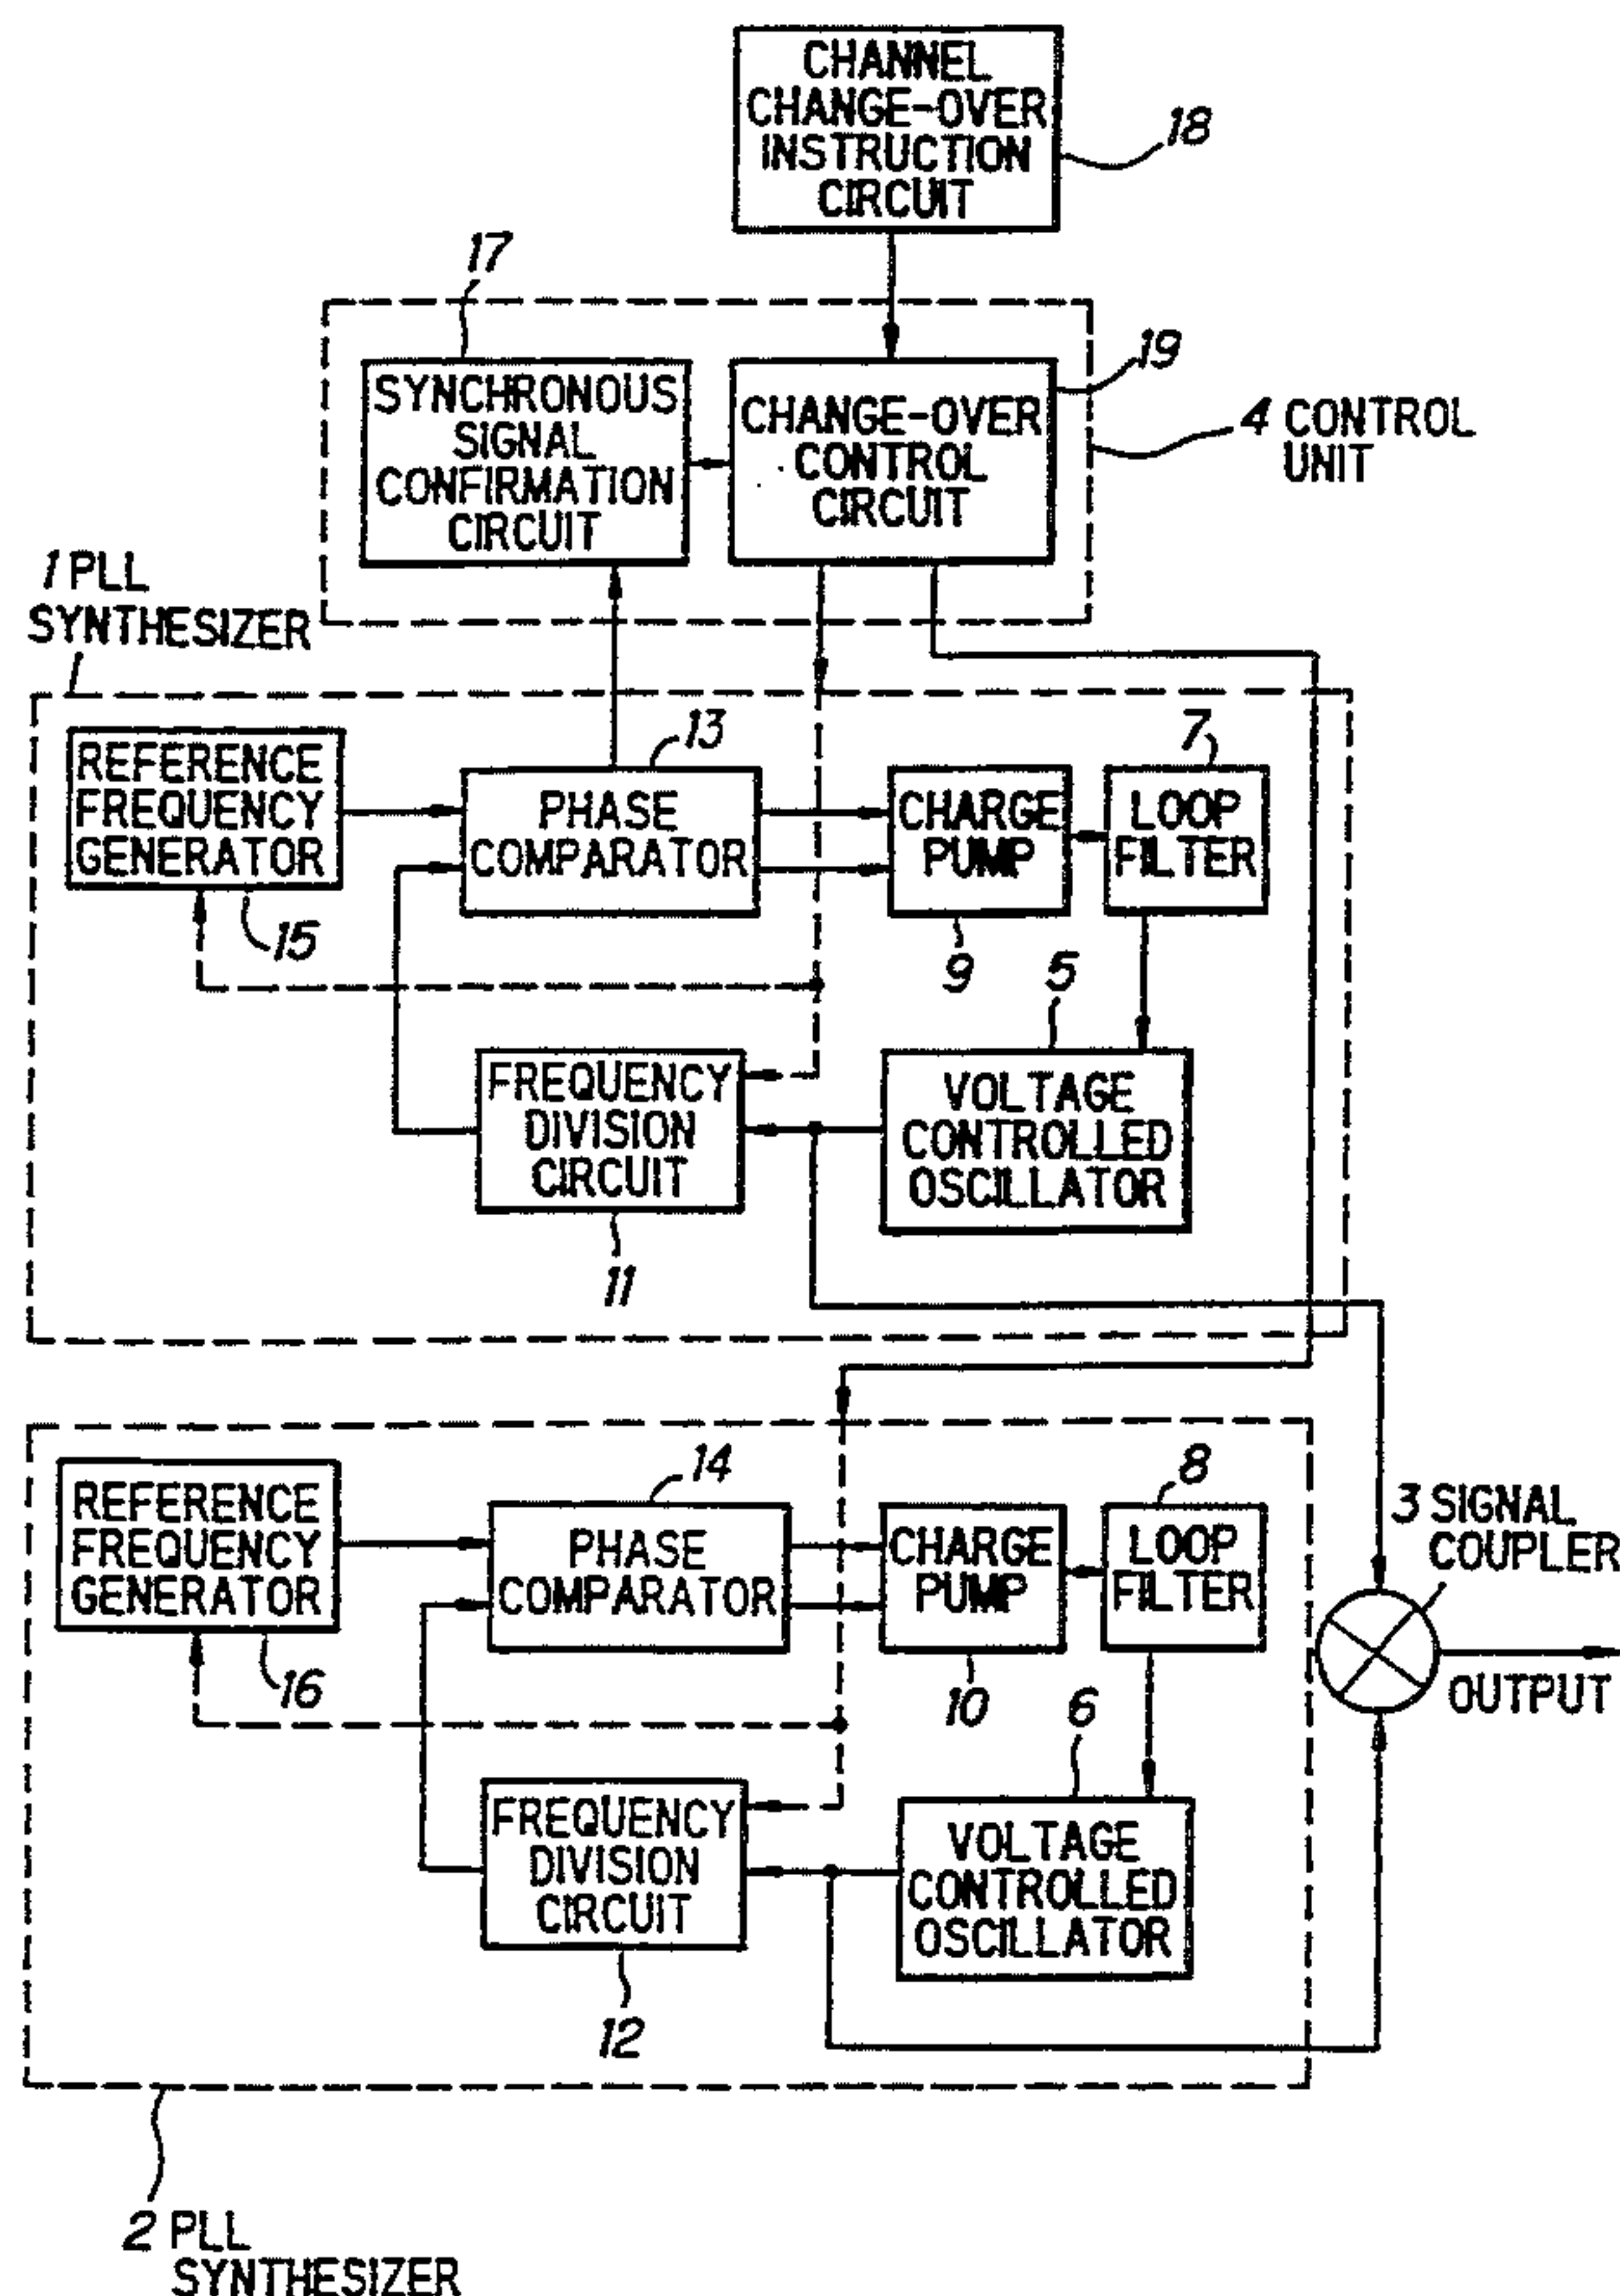 CHANNEL
CHANGE-OVER
INSTRUCTION
CIRCUIT
18
17
SYNCHRONOUS
SIGNAL
CONFIRMATION
CIRCUIT
CHANGE-OVER
CONTROL
CIRCUIT
19
4 CONTROL
UNIT
1 PLL
SYNTHESIZER
REFERENCE
FREQUENCY
GENERATOR
15
13
PHASE
COMPARATOR
CHARGE
PUMP
9
7
LOOP
FILTER
5
FREQUENCY
DIVISION
CIRCUIT
11
VOLTAGE
CONTROLLED
OSCILLATOR
REFERENCE
FREQUENCY
GENERATOR
16
14
PHASE
COMPARATOR
CHARGE
PUMP
10
8
LOOP
FILTER
3 SIGNAL
COUPLER
OUTPUT
6
FREQUENCY
DIVISION
CIRCUIT
12
VOLTAGE
CONTROLLED
OSCILLATOR
2 PLL
SYNTHESIZER